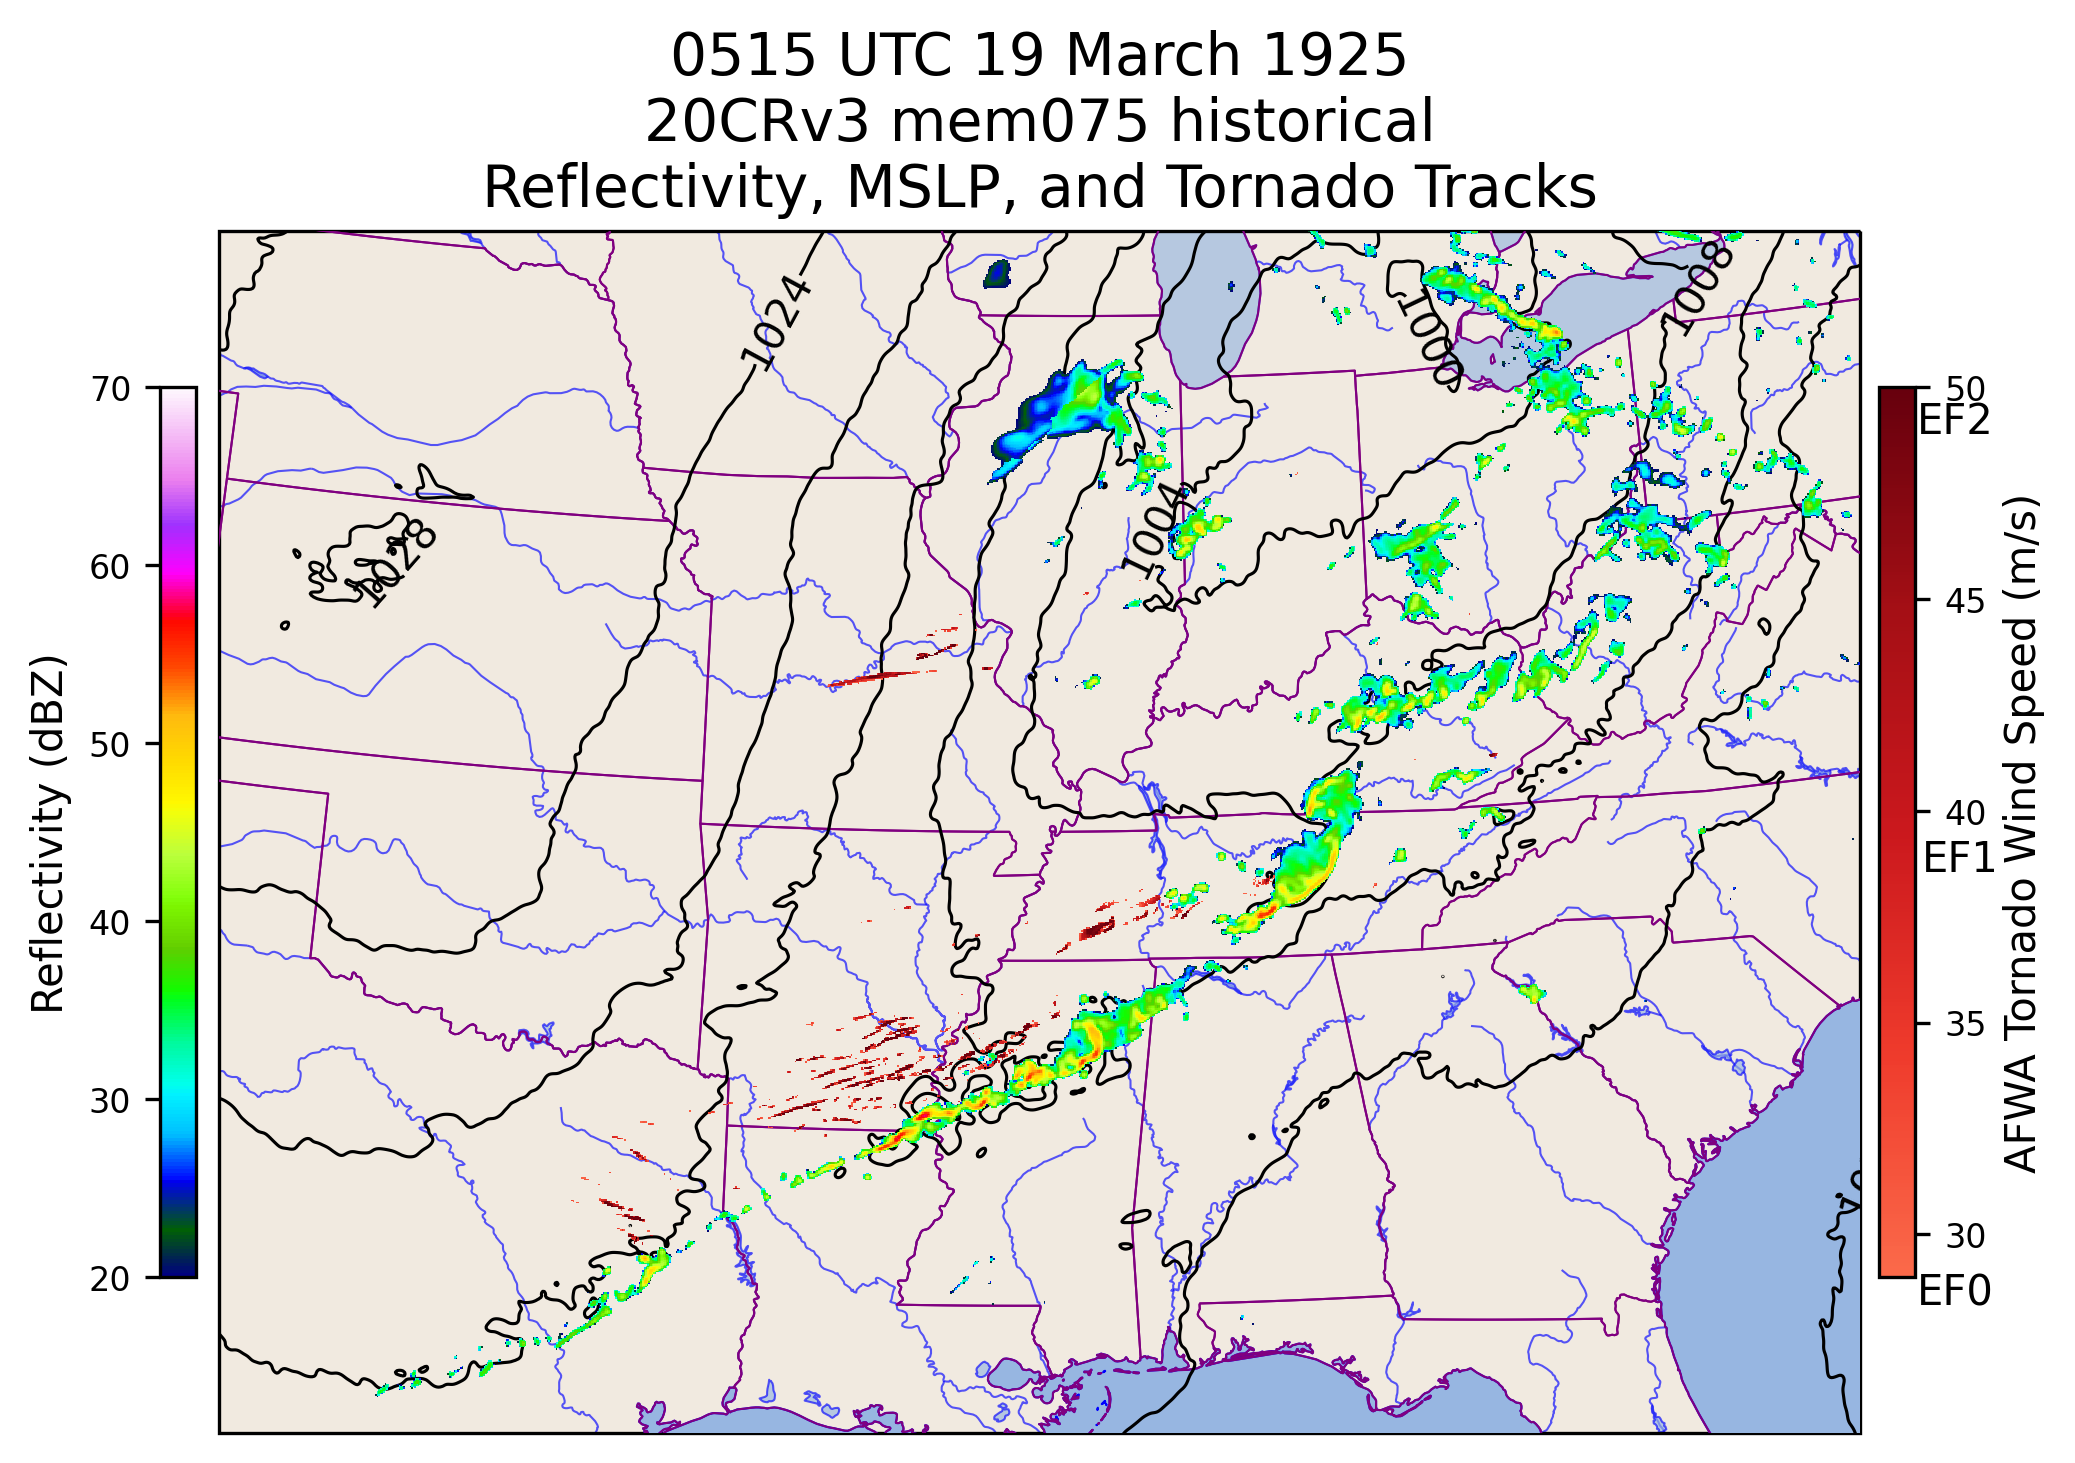 0515 UTC 19 March 1925
20CRv3 mem075 historical
Reflectivity, MSLP, and Tornado Tracks
1024
1000
1008
1028
1004
70
60
50
40
30
20
Reflectivity (dBZ)
50
EF2
45
40
EF1
35
30
EF0
AFWA Tornado Wind Speed (m/s)